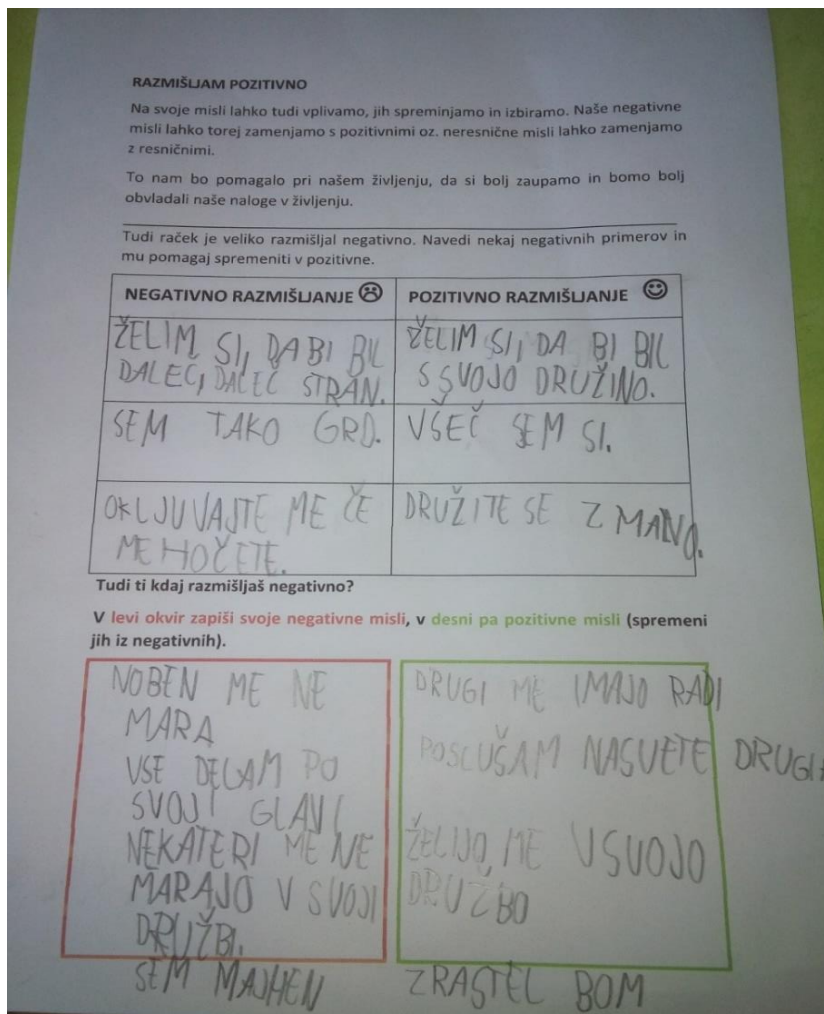 RAZMIŠLJAM POZITIVNO
Na svoje misli lahko tudi vplivamo, jih spreminjamo in izbiramo. Naše negativne
misli lahko torej zamenjamo s pozitivnimi oz. neresnične misli lahko zamenjamo
z resničnimi.
To nam bo pomagalo pri našem življenju, da si bolj zaupamo in bomo bolj
obvladali naše naloge v življenju.
Tudi raček je veliko razmišljal negativno. Navedi nekaj negativnih primerov in
mu pomagaj spremeniti v pozitivne.
NEGATIVNO RAZMIŠLJANJE
POZITIVNO RAZMIŠLJANJE
ŽELIM SI, DA BI BIL
DALEČ, DALEČ STRAN.
ŽELIM SI, DA BI BIL
S SVOJO DRUŽINO.
SEM TAKO GRD.
VŠEČ SEM SI.
OKLJUVAJTE ME ČE
ME HOČETE.
DRUŽITE SE Z MANO.
Tudi ti kdaj razmišljaš negativno?
V levi okvir zapiši svoje negativne misli, v desni pa pozitivne misli (spremeni
jih iz negativnih).
NOBEN ME NE
MARA
VSE DELAM PO
SVOJI GLAVI
NEKATERI ME NE
MARAJO V SVOJI
DRUŽBI.
SEM MAJHEN
DRUGI ME IMAJO RADI
POSLUŠAM NASVETE
ŽELIJO ME V SVOJO
DRUŽBO
ZRASTEL BOM